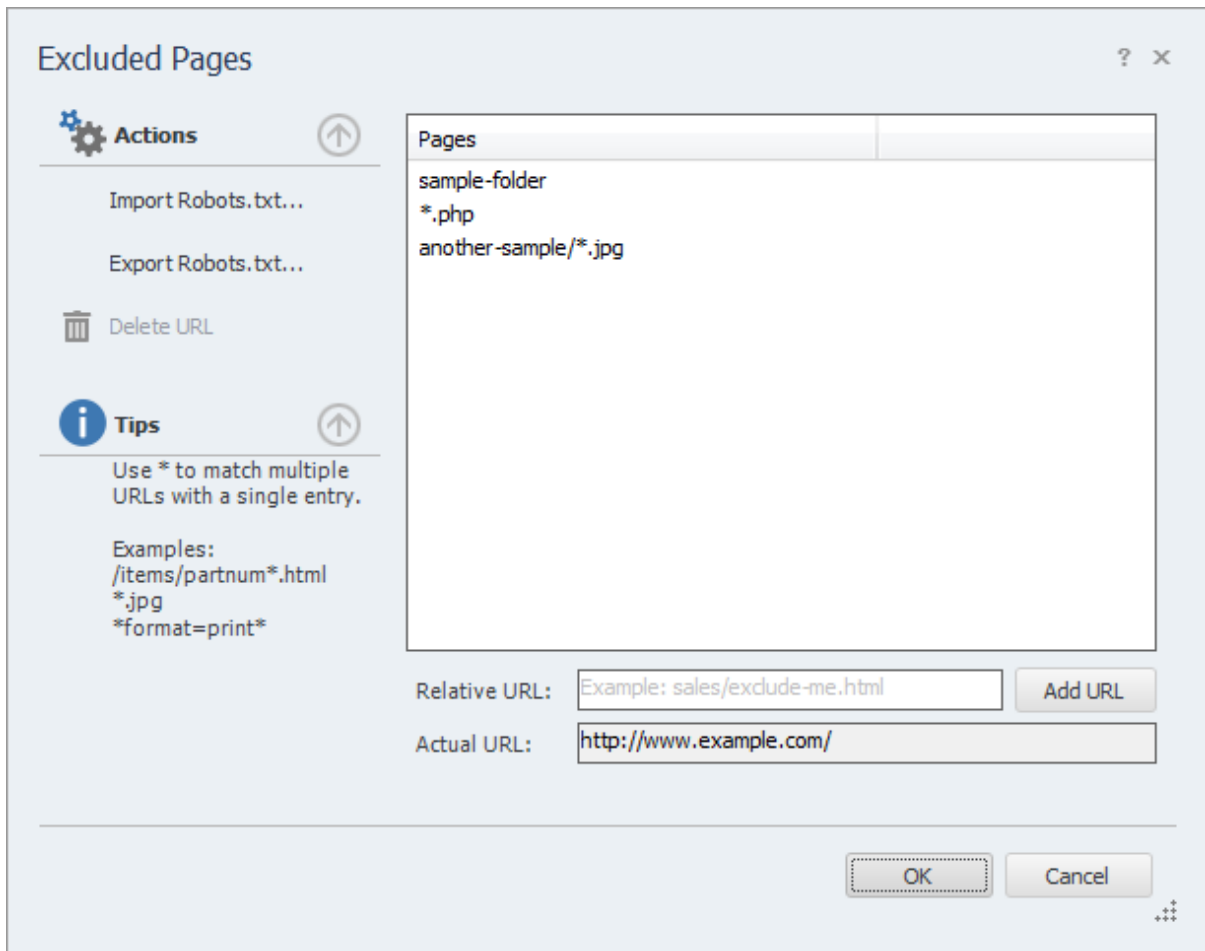 Excluded Pages
? ×
Actions
Import Robots.txt...
Export Robots.txt...
Delete URL
Tips
Use * to match multiple
URLs with a single entry.
Examples:
/items/partnum*.html
*.jpg
*format=print*
Pages
sample-folder
*.php
another-sample/*.jpg
Relative URL: Example: sales/exclude-me.html Add URL
Actual URL: http://www.example.com/
OK Cancel